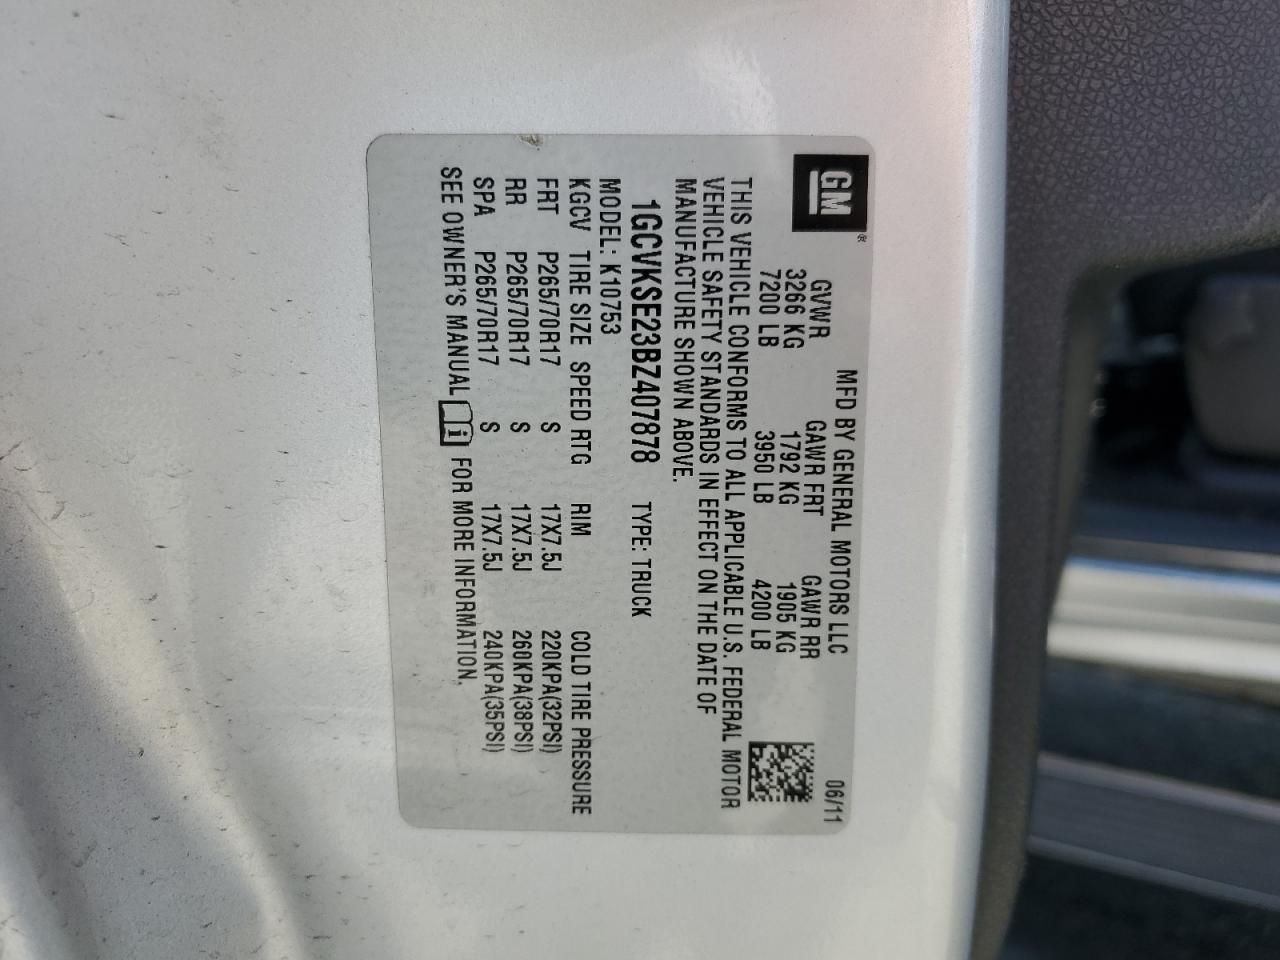 GM®
MFD BY GENERAL MOTORS LLC 06/11
GVWR GAWR FRT GAWR RR
3266 KG 1792 KG 1905 KG
7200 LB 3950 LB 4200 LB
THIS VEHICLE CONFORMS TO ALL APPLICABLE U.S. FEDERAL MOTOR
VEHICLE SAFETY STANDARDS IN EFFECT ON THE DATE OF
MANUFACTURE SHOWN ABOVE.
1GCVKSE23BZ407878 TYPE: TRUCK
MODEL: K10753
KGCV TIRE SIZE SPEED RTG RIM COLD TIRE PRESSURE
FRT P265/70R17 S 17X7.5J 220KPA(32PSI)
RR P265/70R17 S 17X7.5J 260KPA(38PSI)
SPA P265/70R17 S 17X7.5J 240KPA(35PSI)
SEE OWNER'S MANUAL i FOR MORE INFORMATION.